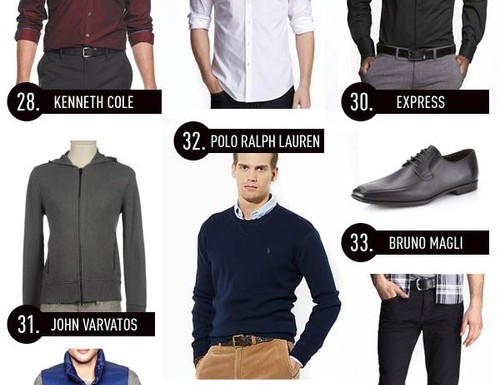 28. KENNETH COLE
30. EXPRESS
32. POLO RALPH LAUREN
33. BRUNO MAGLI
31. JOHN VARVATOS